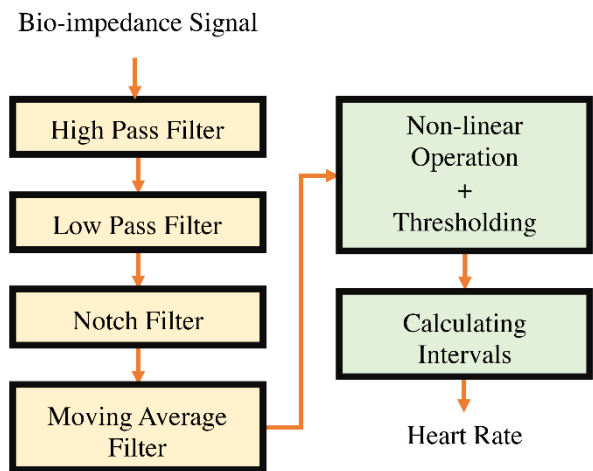 Bio-impedance Signal
High Pass Filter
Low Pass Filter
Notch Filter
Moving Average
Filter
Non-linear
Operation
+
Thresholding
Calculating
Intervals
Heart Rate